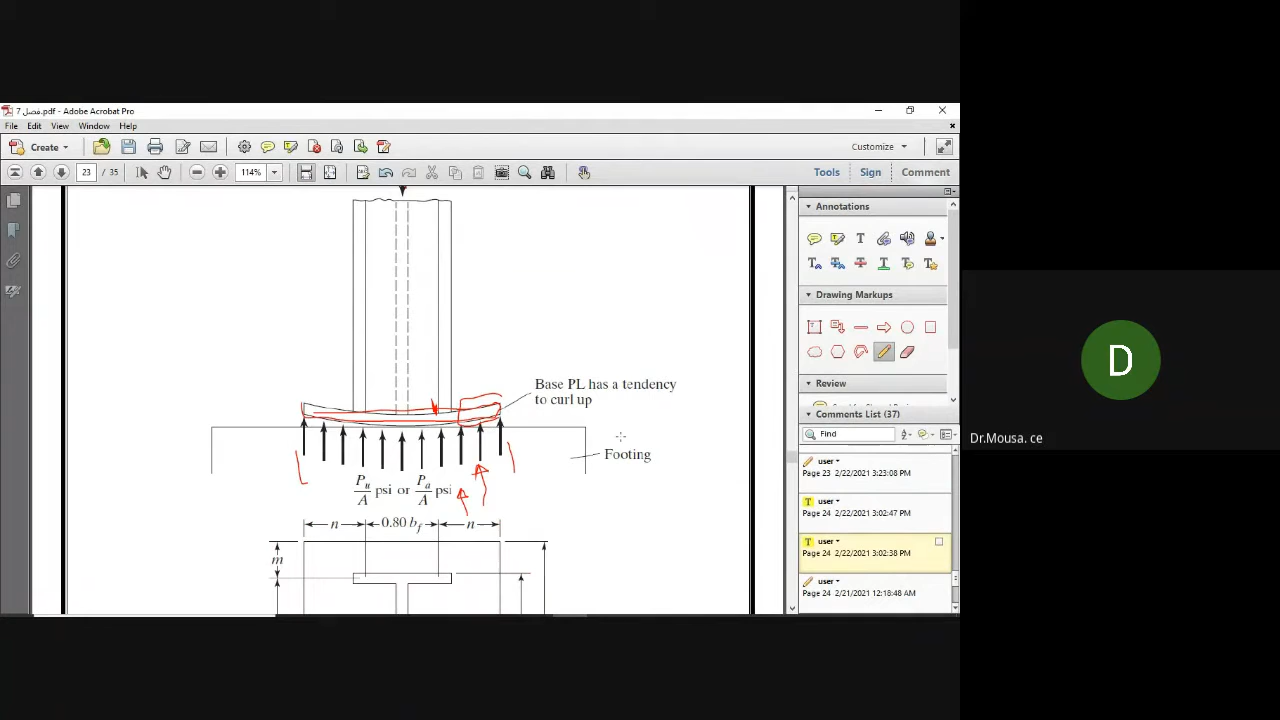 7 فصل.pdf - Adobe Acrobat Pro
File Edit View Window Help
Create
Customize
23 / 35
114%
Tools Sign Comment
Annotations
Drawing Markups
Review
Comments List (37)
Find
user
Page 23 2/22/2021 3:23:08 PM
user
Page 24 2/22/2021 3:02:47 PM
user
Page 24 2/22/2021 3:02:38 PM
user
Page 24 2/21/2021 12:18:48 AM
Base PL has a tendency
to curl up
Footing
Pu/A psi or Pa/A psi
n 0.80 bf n
m
D
Dr.Mousa. ce